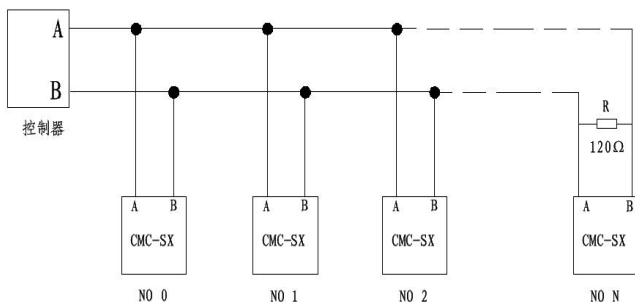 A
B
控制器
R
120Ω
A B
A B
A B
A B
CMC-SX
CMC-SX
CMC-SX
CMC-SX
NO 0
NO 1
NO 2
NO N